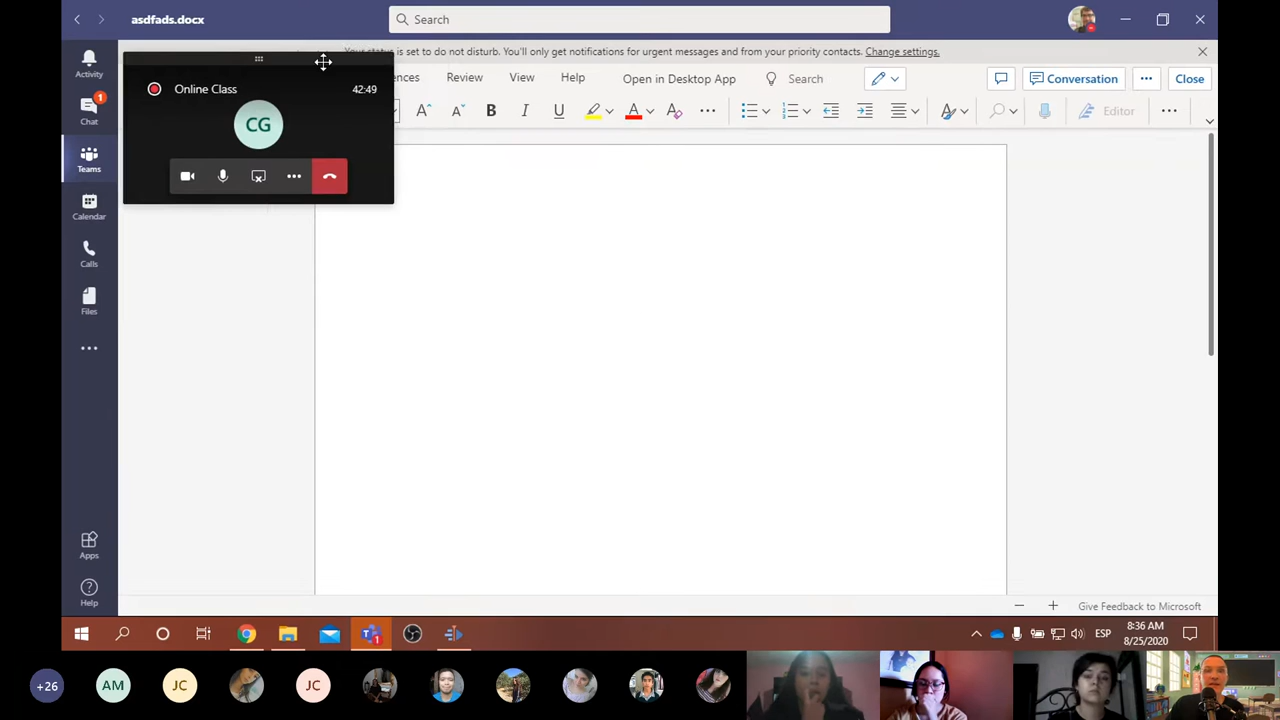 asdfads.docx
Search
Your status is set to do not disturb. You'll only get notifications for urgent messages and from your priority contacts. Change settings.
Activity
Online Class
42:49
CG
ences
Review
View
Help
Open in Desktop App
Search
Conversation
Close
Editor
1
Chat
Teams
Calendar
Calls
Files
Apps
Help
Give Feedback to Microsoft
1
ESP
8:36 AM
8/25/2020
+26
AM
JC
JC